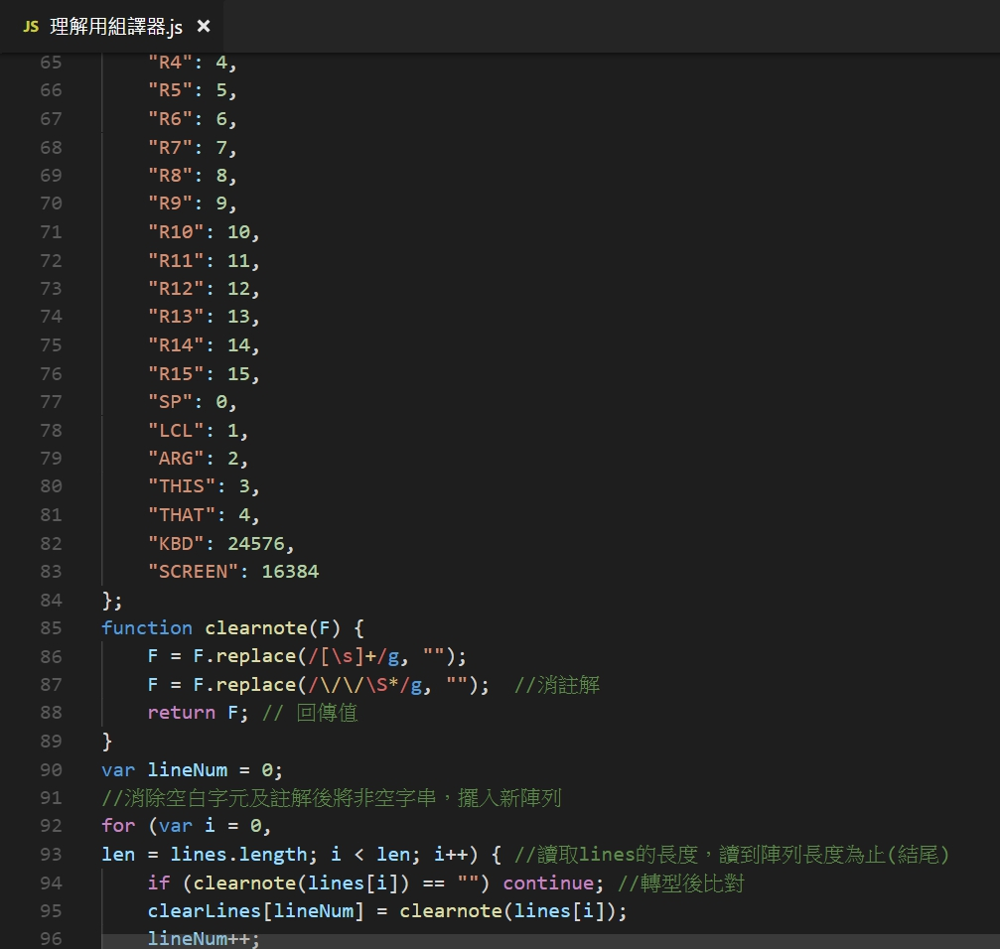 JS 理解用組譯器.js ×
65 "R4": 4,
66 "R5": 5,
67 "R6": 6,
68 "R7": 7,
69 "R8": 8,
70 "R9": 9,
71 "R10": 10,
72 "R11": 11,
73 "R12": 12,
74 "R13": 13,
75 "R14": 14,
76 "R15": 15,
77 "SP": 0,
78 "LCL": 1,
79 "ARG": 2,
80 "THIS": 3,
81 "THAT": 4,
82 "KBD": 24576,
83 "SCREEN": 16384
84 };
85 function clearnote(F) {
86 F = F.replace(/[\s]+/g, "");
87 F = F.replace(/\/\/\S*/g, ""); //消註解
88 return F; // 回傳值
89 }
90 var lineNum = 0;
91 //消除空白字元及註解後將非空字串，擺入新陣列
92 for (var i = 0,
93 len = lines.length; i < len; i++) { //讀取lines的長度，讀到陣列長度為止(結尾)
94 if (clearnote(lines[i]) == "") continue; //轉型後比對
95 clearLines[lineNum] = clearnote(lines[i]);
96 lineNum++;